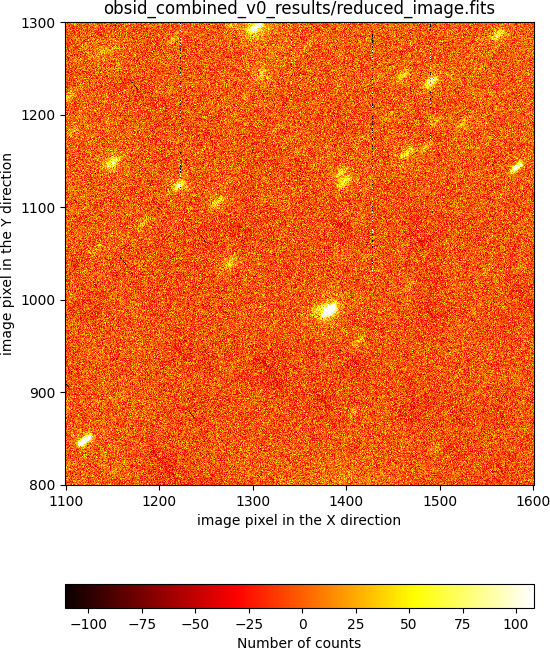 obsid_combined_v0_results/reduced_image.fits
1300
1200
1100
1000
900
800
image pixel in the Y direction
1100 1200 1300 1400 1500 1600
image pixel in the X direction
−100 −75 −50 −25 0 25 50 75 100
Number of counts